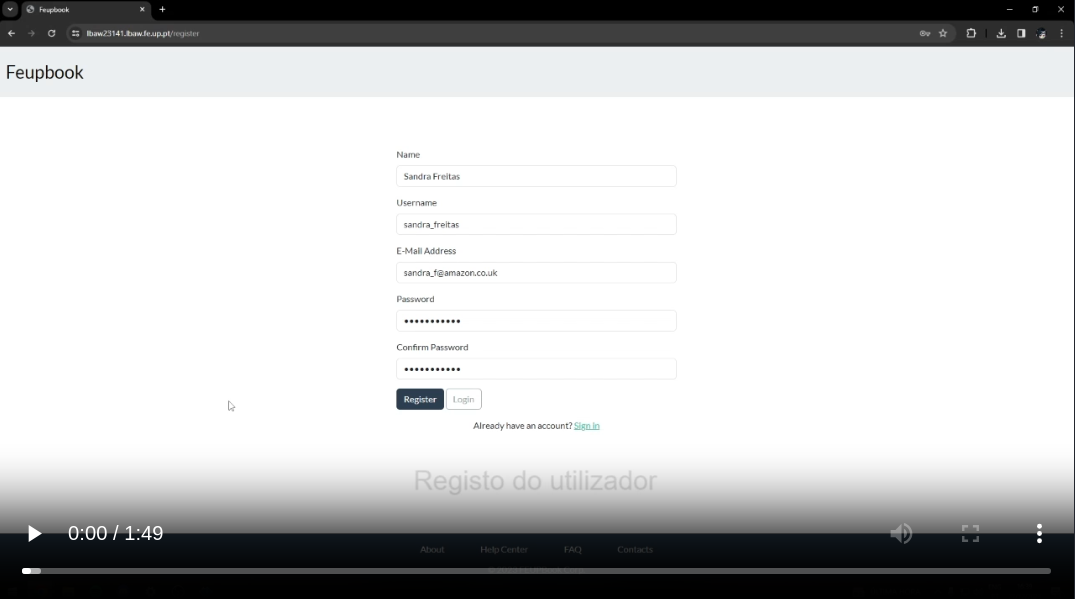 Feupbook
lbaw23141.lbaw.fe.up.pt/register
Feupbook
Name
Sandra Freitas
Username
sandra_freitas
E-Mail Address
sandra_f@amazon.co.uk
Password
•••••••••••
Confirm Password
•••••••••••
Register Login
Already have an account? Sign in
Registo do utilizador
0:00 / 1:49
About Help Center FAQ Contacts